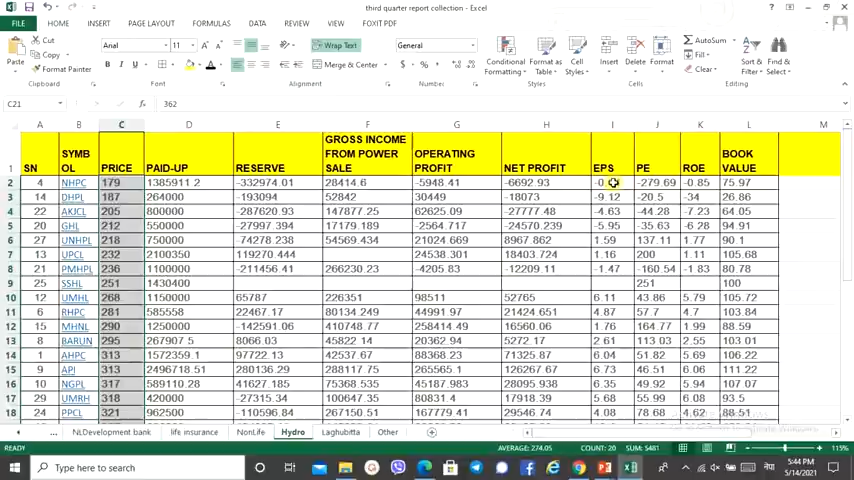 third quarter report collection - Excel
FILE HOME INSERT PAGE LAYOUT FORMULAS DATA REVIEW VIEW FOXIT PDF
Cut
Copy
Format Painter
Paste
Clipboard
Arial 11
B I U
Font
Wrap Text
Merge & Center
Alignment
General
$ % ,
Number
Conditional Formatting Format as Table Cell Styles
Styles
Insert Delete Format
Cells
AutoSum
Fill
Clear
Sort & Filter Find & Select
Editing
C21 fx 362
A B C D E F G H I J K L M
1 SN SYMBOL PRICE PAID-UP RESERVE GROSS INCOME FROM POWER SALE OPERATING PROFIT NET PROFIT EPS PE ROE BOOK VALUE
2 4 NHPC 179 1385911.2 -332974.01 28414.6 -5948.41 -6692.93 -279.69 -0.85 75.97
3 14 DHPL 187 264000 -193094 52842 30449 -18073 -9.12 -20.5 -34 26.86
4 22 AKJCL 205 800000 -287620.93 147877.25 62625.09 -27777.48 -4.63 -44.28 -7.23 64.05
5 20 GHL 212 550000 -27997.394 17179.189 -2564.717 -24570.239 -5.95 -35.63 -6.28 94.91
6 27 UNHPL 218 750000 -74278.238 54569.434 21024.669 8967.862 1.59 137.11 1.77 90.1
7 13 UPCL 232 2100350 119270.444 24538.301 18403.724 1.16 200 1.11 105.68
8 21 PMHPL 236 1100000 -211456.41 266230.23 -4205.83 -12209.11 -1.47 -160.54 -1.83 80.78
9 25 SSHL 251 1430400 251 100
10 12 UMHL 268 1150000 65787 226351 98511 52765 6.11 43.86 5.79 105.72
11 6 RHPC 281 585558 22467.17 80134.249 44991.97 21424.651 4.87 57.7 4.7 103.84
12 15 MHNL 290 1250000 -142591.06 410748.77 258414.49 16560.06 1.76 164.77 1.99 88.59
13 8 BARUN 295 267907.5 8066.03 45822.14 20362.94 5272.17 2.61 113.03 2.55 103.01
14 1 AHPC 313 1572359.1 97722.13 42537.67 88368.23 71325.87 6.04 51.82 5.69 106.22
15 9 API 313 2496718.51 280136.29 288117.75 265565.1 126267.67 6.73 46.51 6.06 111.22
16 10 NGPL 317 589110.28 41627.185 75368.535 45187.983 28095.938 6.35 49.92 5.94 107.07
17 29 UMRH 318 420000 -27315.34 100647.35 80831.4 17918.39 5.68 55.99 6.08 93.5
18 24 PPCL 321 962500 -110596.84 267150.51 167779.41 29546.74 4.08 78.68 4.62
... NL Development bank life insurance NonLife Hydro Laghubitta Other
READY AVERAGE: 274.05 COUNT: 20 SUM: 5481 115%
Type here to search
5:44 PM
5/14/2021